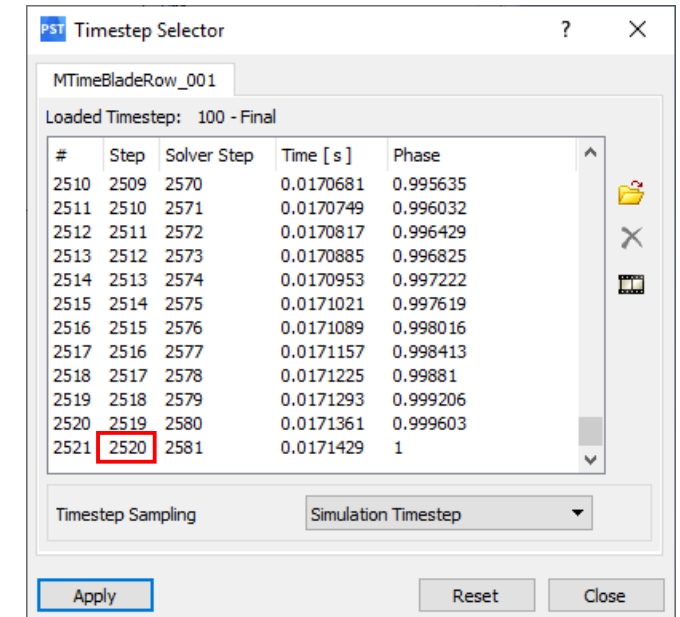 PST Timestep Selector ? ×
MTimeBladeRow_001
Loaded Timestep: 100 - Final
# Step Solver Step Time [ s ] Phase
2510 2509 2570 0.0170681 0.995635
2511 2510 2571 0.0170749 0.996032
2512 2511 2572 0.0170817 0.996429
2513 2512 2573 0.0170885 0.996825
2514 2513 2574 0.0170953 0.997222
2515 2514 2575 0.0171021 0.997619
2516 2515 2576 0.0171089 0.998016
2517 2516 2577 0.0171157 0.998413
2518 2517 2578 0.0171225 0.99881
2519 2518 2579 0.0171293 0.999206
2520 2519 2580 0.0171361 0.999603
2521 2520 2581 0.0171429 1
Timestep Sampling Simulation Timestep
Apply Reset Close